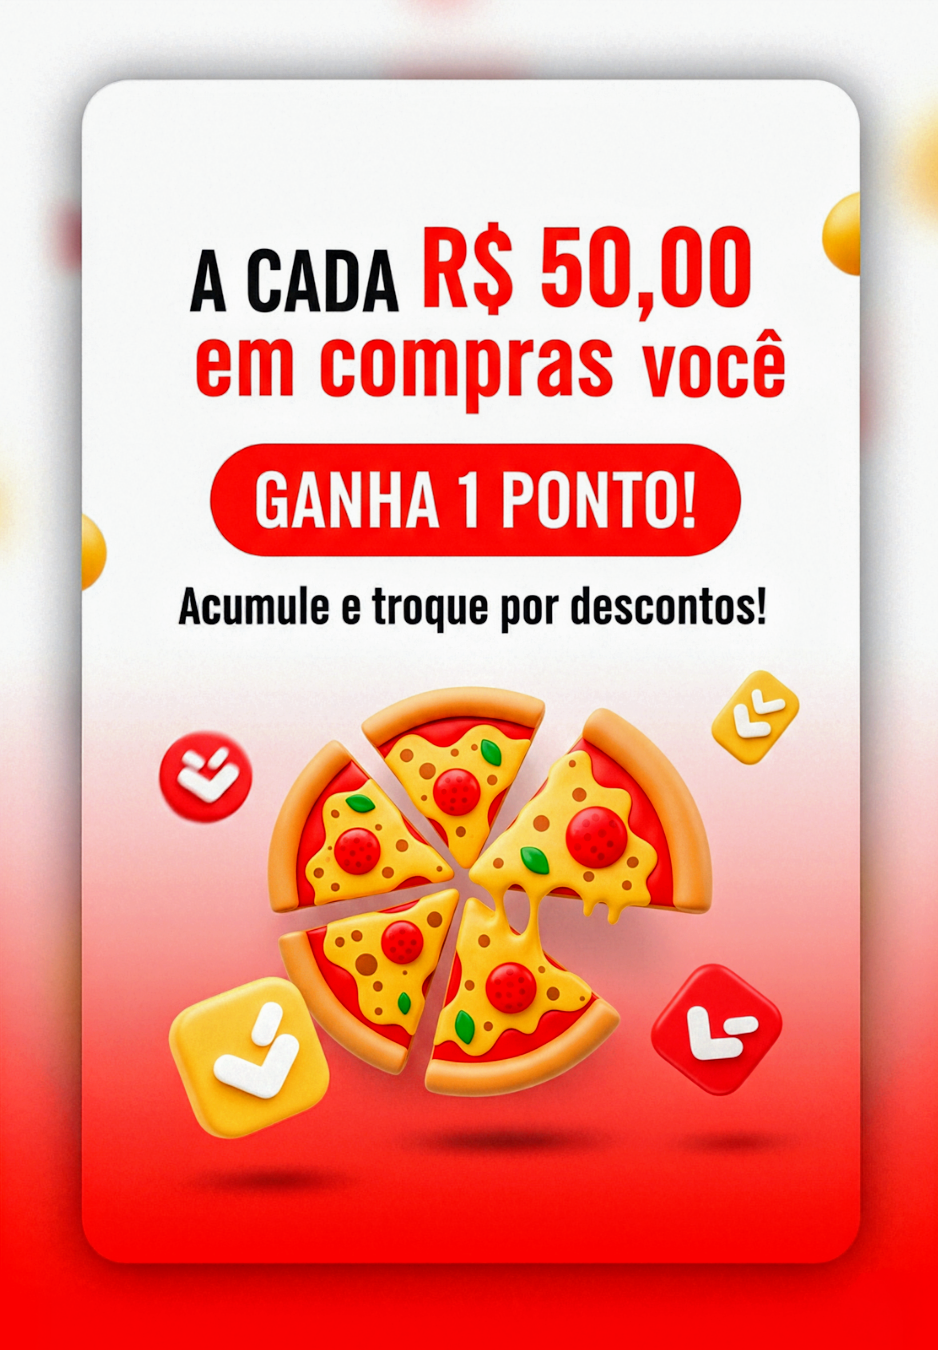 A CADA R$ 50,00
em compras você
GANHA 1 PONTO!
Acumule e troque por descontos!